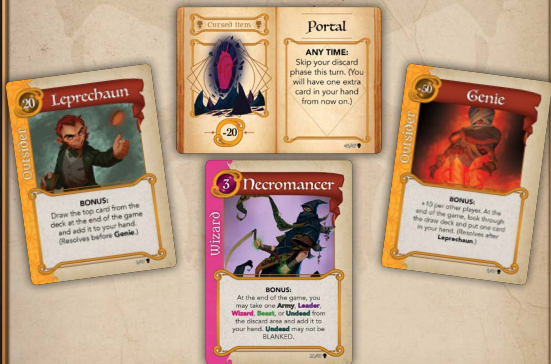 Cursed Item
-20
Portal
ANY TIME:
Skip your discard
phase this turn. (You
will have one extra
card in your hand
from now on.)
20
Leprechaun
Outsider
BONUS:
Draw the top card from the
deck at the end of the game
and add it to your hand.
(Resolves before Genie.)
3
Necromancer
Wizard
BONUS:
At the end of the game, you
may take one Army, Leader,
Wizard, Beast, or Undead from
the discard area and add it to
your hand. Undead may not be
BLANKED.
-50
Genie
Outsider
BONUS:
+10 per other player. At the
end of the game, look through
the draw deck and put one card
in your hand. (Resolves after
Leprechaun.)